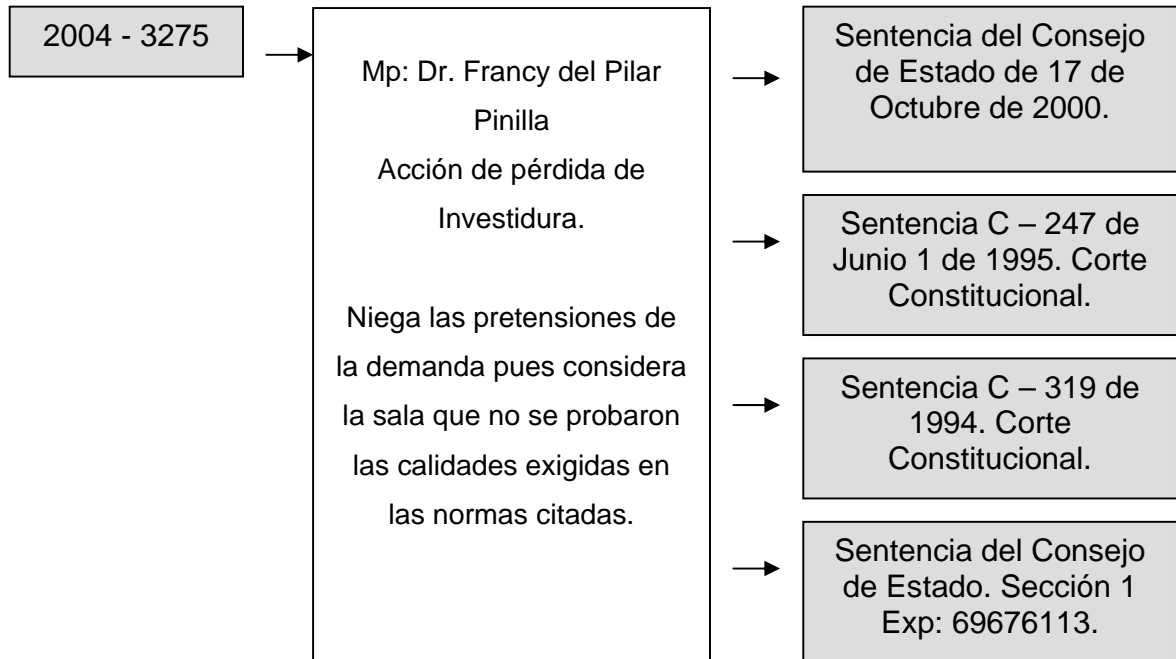 2004 - 3275
Mp: Dr. Francy del Pilar
Pinilla
Acción de pérdida de
Investidura.
Niega las pretensiones de
la demanda pues considera
la sala que no se probaron
las calidades exigidas en
las normas citadas.
Sentencia del Consejo
de Estado de 17 de
Octubre de 2000.
Sentencia C – 247 de
Junio 1 de 1995. Corte
Constitucional.
Sentencia C – 319 de
1994. Corte
Constitucional.
Sentencia del Consejo
de Estado. Sección 1
Exp: 69676113.